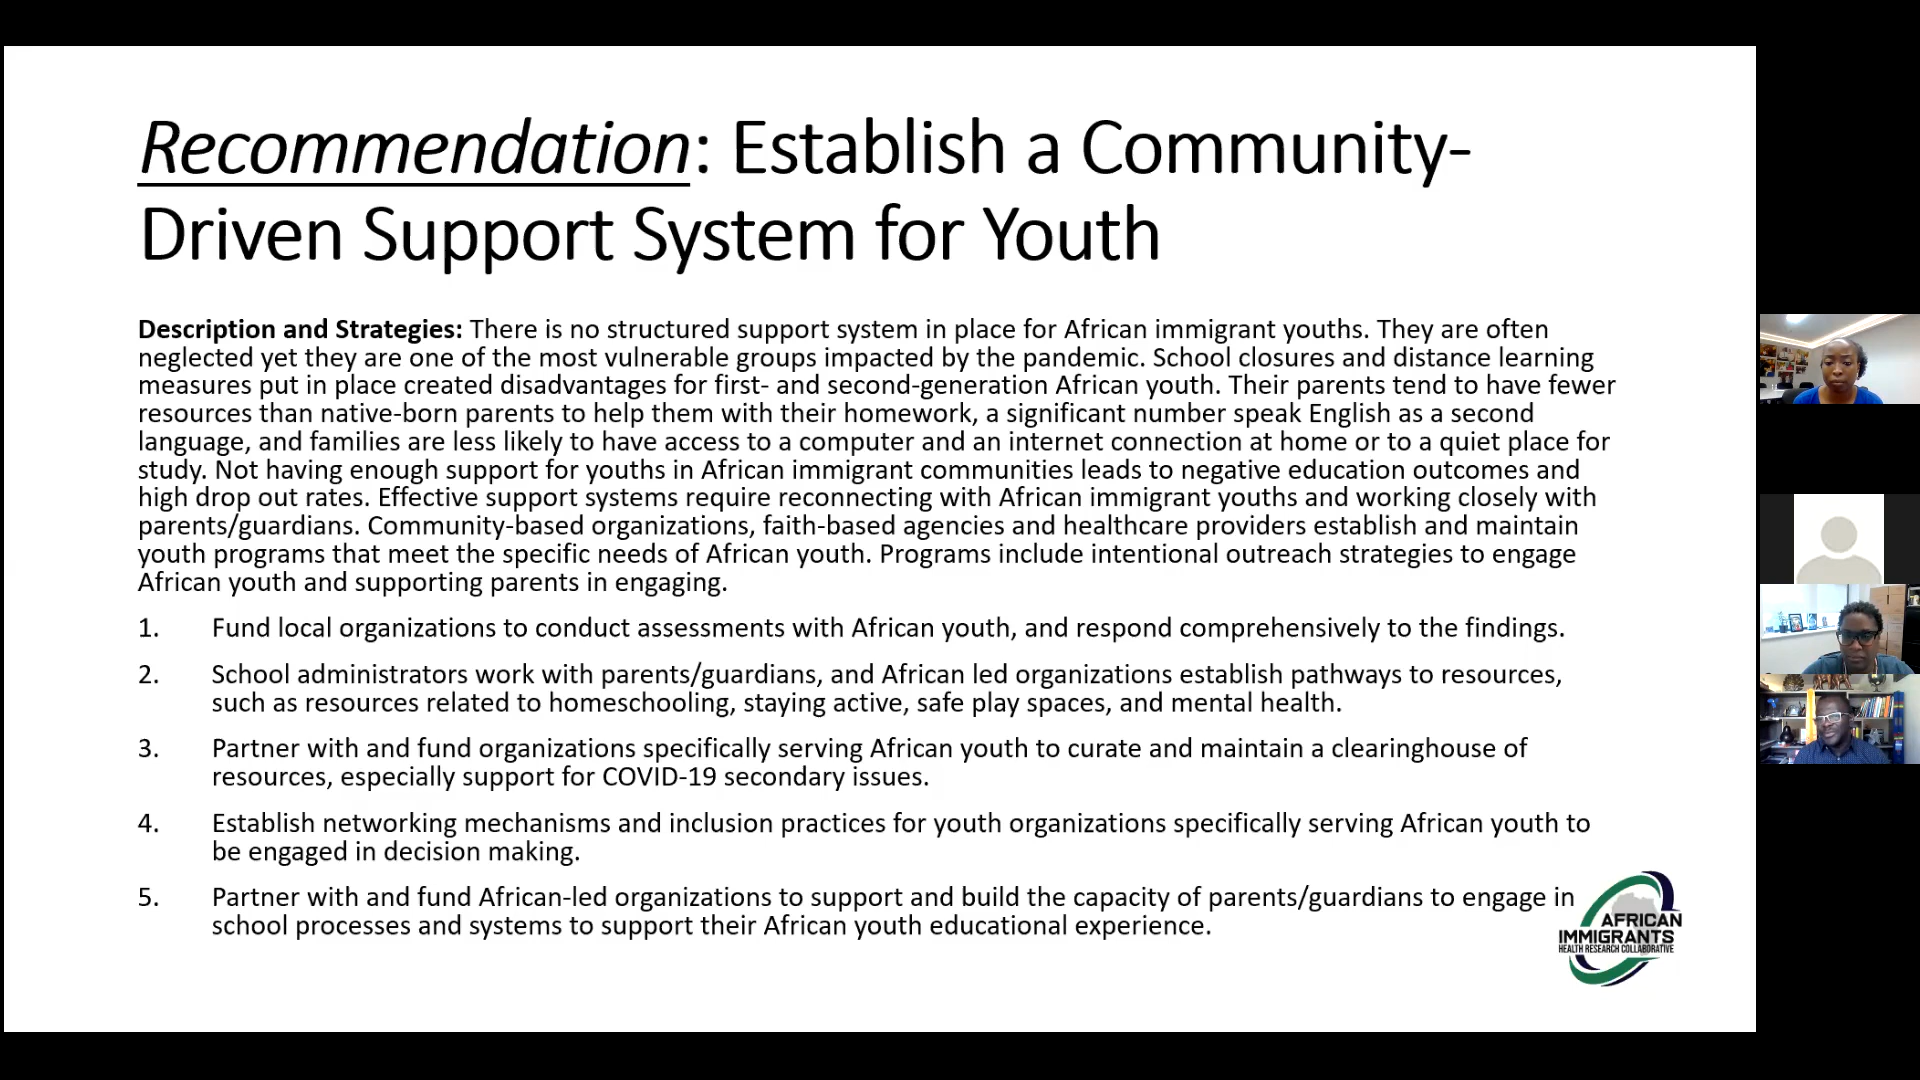 Recommendation: Establish a Community-
Driven Support System for Youth
Description and Strategies: There is no structured support system in place for African immigrant youths. They are often
neglected yet they are one of the most vulnerable groups impacted by the pandemic. School closures and distance learning
measures put in place created disadvantages for first- and second-generation African youth. Their parents tend to have fewer
resources than native-born parents to help them with their homework, a significant number speak English as a second
language, and families are less likely to have access to a computer and an internet connection at home or to a quiet place for
study. Not having enough support for youths in African immigrant communities leads to negative education outcomes and
high drop out rates. Effective support systems require reconnecting with African immigrant youths and working closely with
parents/guardians. Community-based organizations, faith-based agencies and healthcare providers establish and maintain
youth programs that meet the specific needs of African youth. Programs include intentional outreach strategies to engage
African youth and supporting parents in engaging.
1. Fund local organizations to conduct assessments with African youth, and respond comprehensively to the findings.
2. School administrators work with parents/guardians, and African led organizations establish pathways to resources,
such as resources related to homeschooling, staying active, safe play spaces, and mental health.
3. Partner with and fund organizations specifically serving African youth to curate and maintain a clearinghouse of
resources, especially support for COVID-19 secondary issues.
4. Establish networking mechanisms and inclusion practices for youth organizations specifically serving African youth to
be engaged in decision making.
5. Partner with and fund African-led organizations to support and build the capacity of parents/guardians to engage in
school processes and systems to support their African youth educational experience.
AFRICAN
IMMIGRANTS
HEALTH RESEARCH COLLABORATIVE